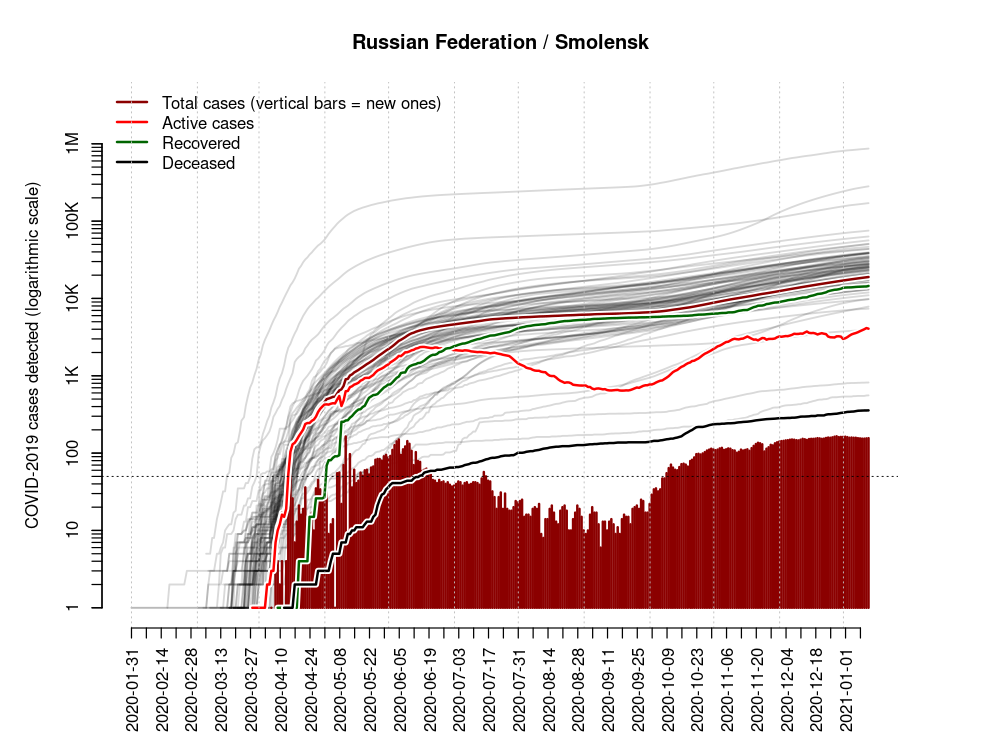 Russian Federation / Smolensk
Total cases (vertical bars = new ones)
Active cases
Recovered
Deceased
COVID-2019 cases detected (logarithmic scale)
1M
100K
10K
1K
100
10
1
2020-01-31
2020-02-14
2020-02-28
2020-03-13
2020-03-27
2020-04-10
2020-04-24
2020-05-08
2020-05-22
2020-06-05
2020-06-19
2020-07-03
2020-07-17
2020-07-31
2020-08-14
2020-08-28
2020-09-11
2020-09-25
2020-10-09
2020-10-23
2020-11-06
2020-11-20
2020-12-04
2020-12-18
2021-01-01